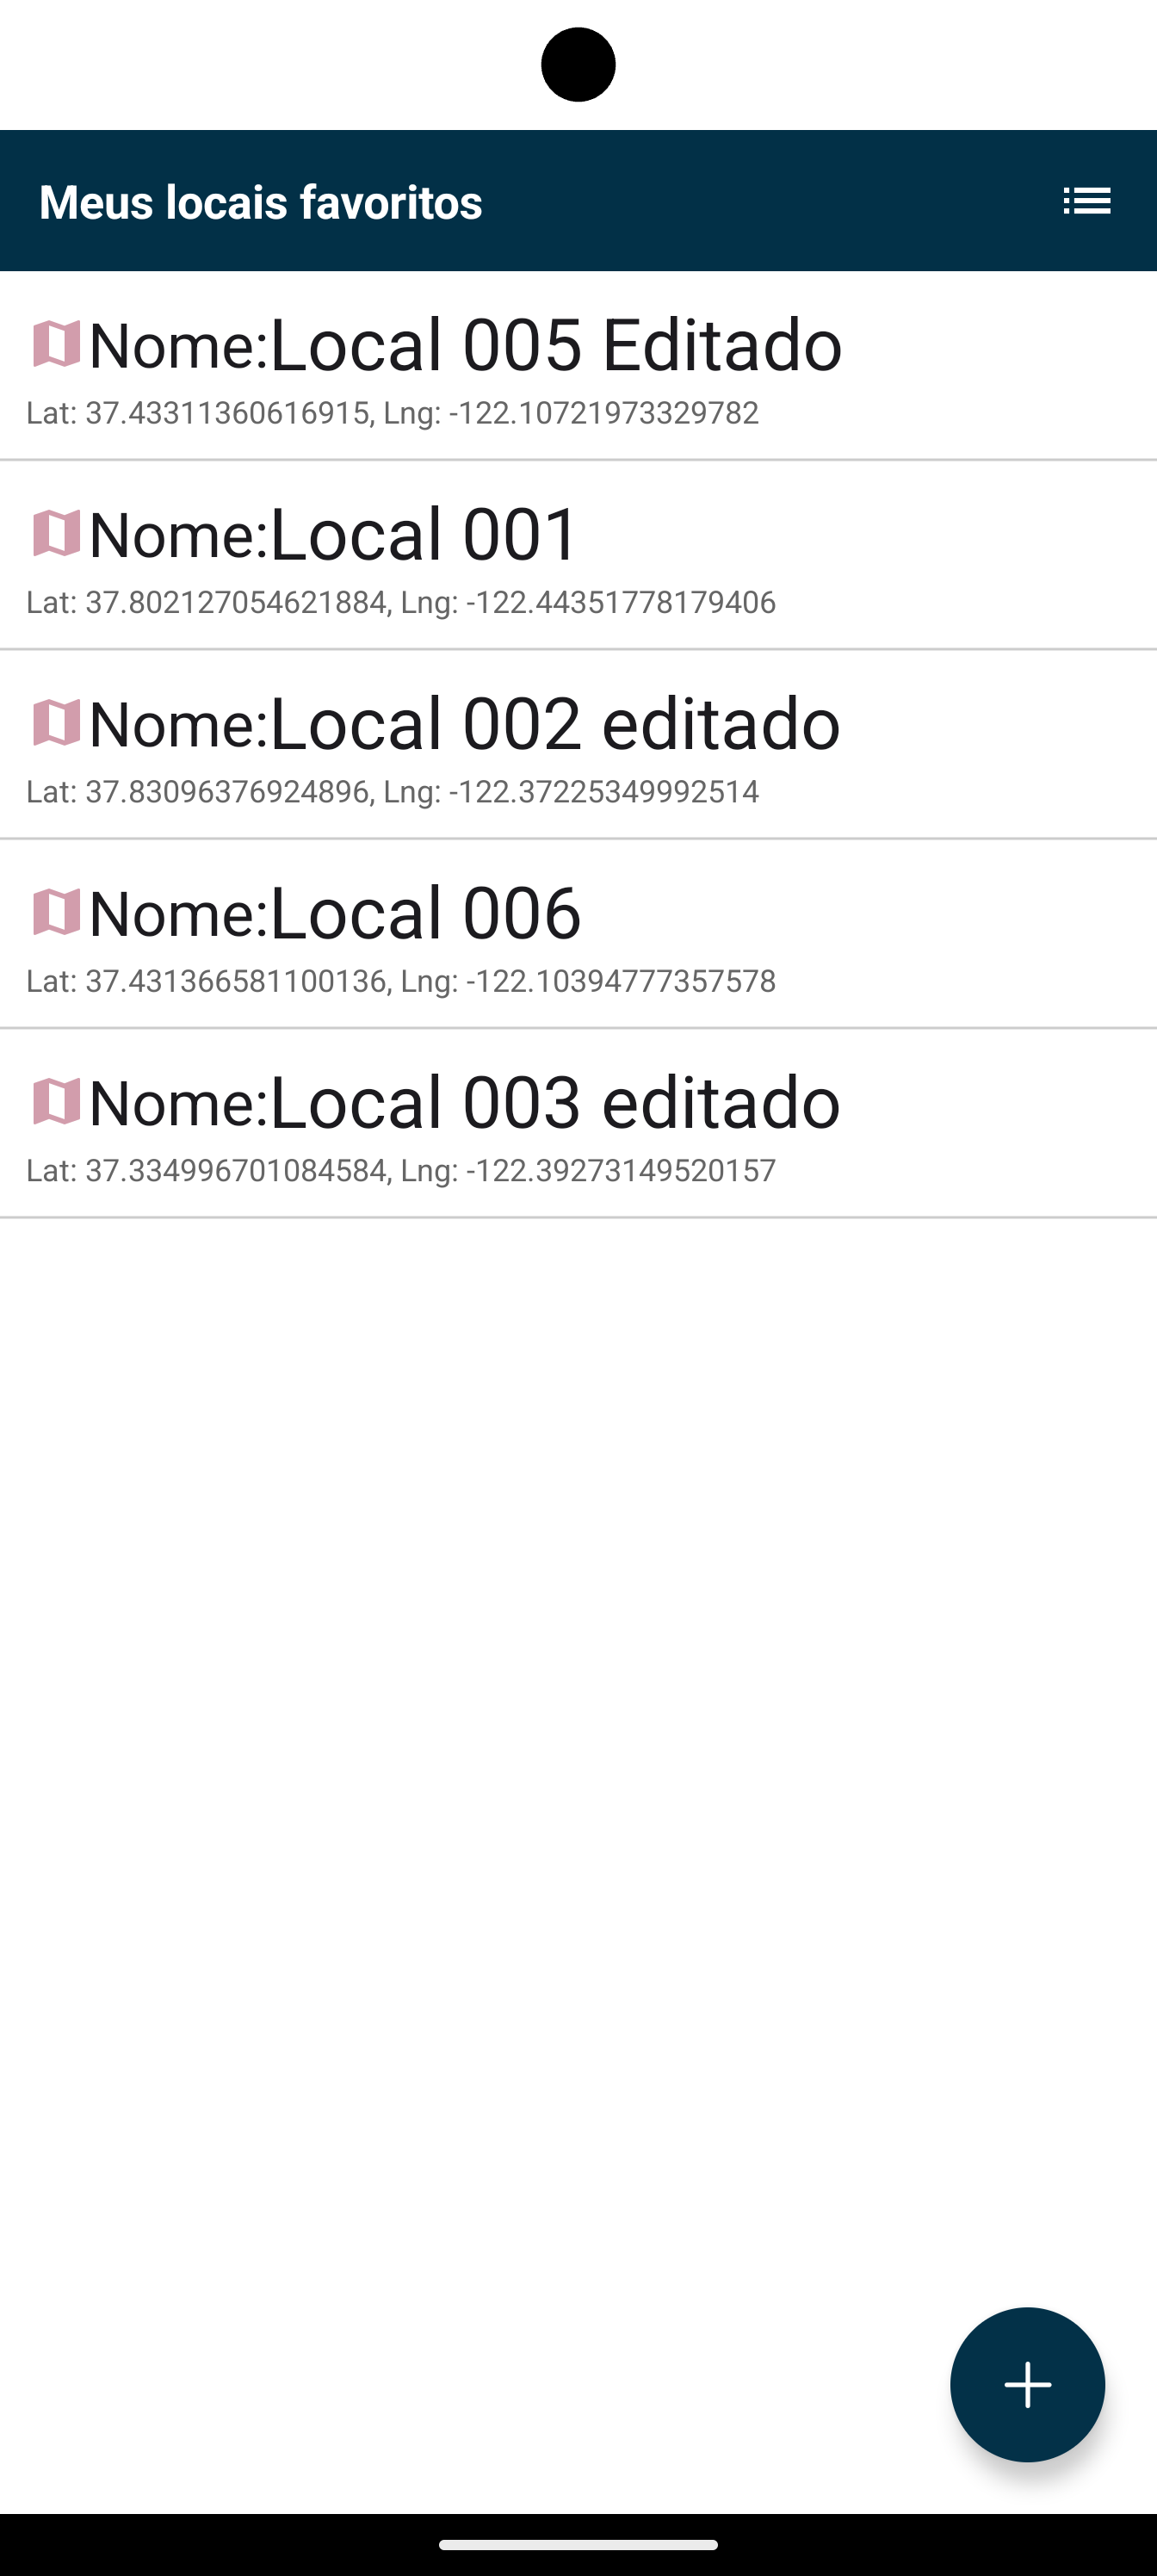 Meus locais favoritos
Nome:Local 005 Editado
Lat: 37.43311360616915, Lng: -122.10721973329782
Nome:Local 001
Lat: 37.802127054621884, Lng: -122.44351778179406
Nome:Local 002 editado
Lat: 37.83096376924896, Lng: -122.37225349992514
Nome:Local 006
Lat: 37.431366581100136, Lng: -122.10394777357578
Nome:Local 003 editado
Lat: 37.334996701084584, Lng: -122.39273149520157